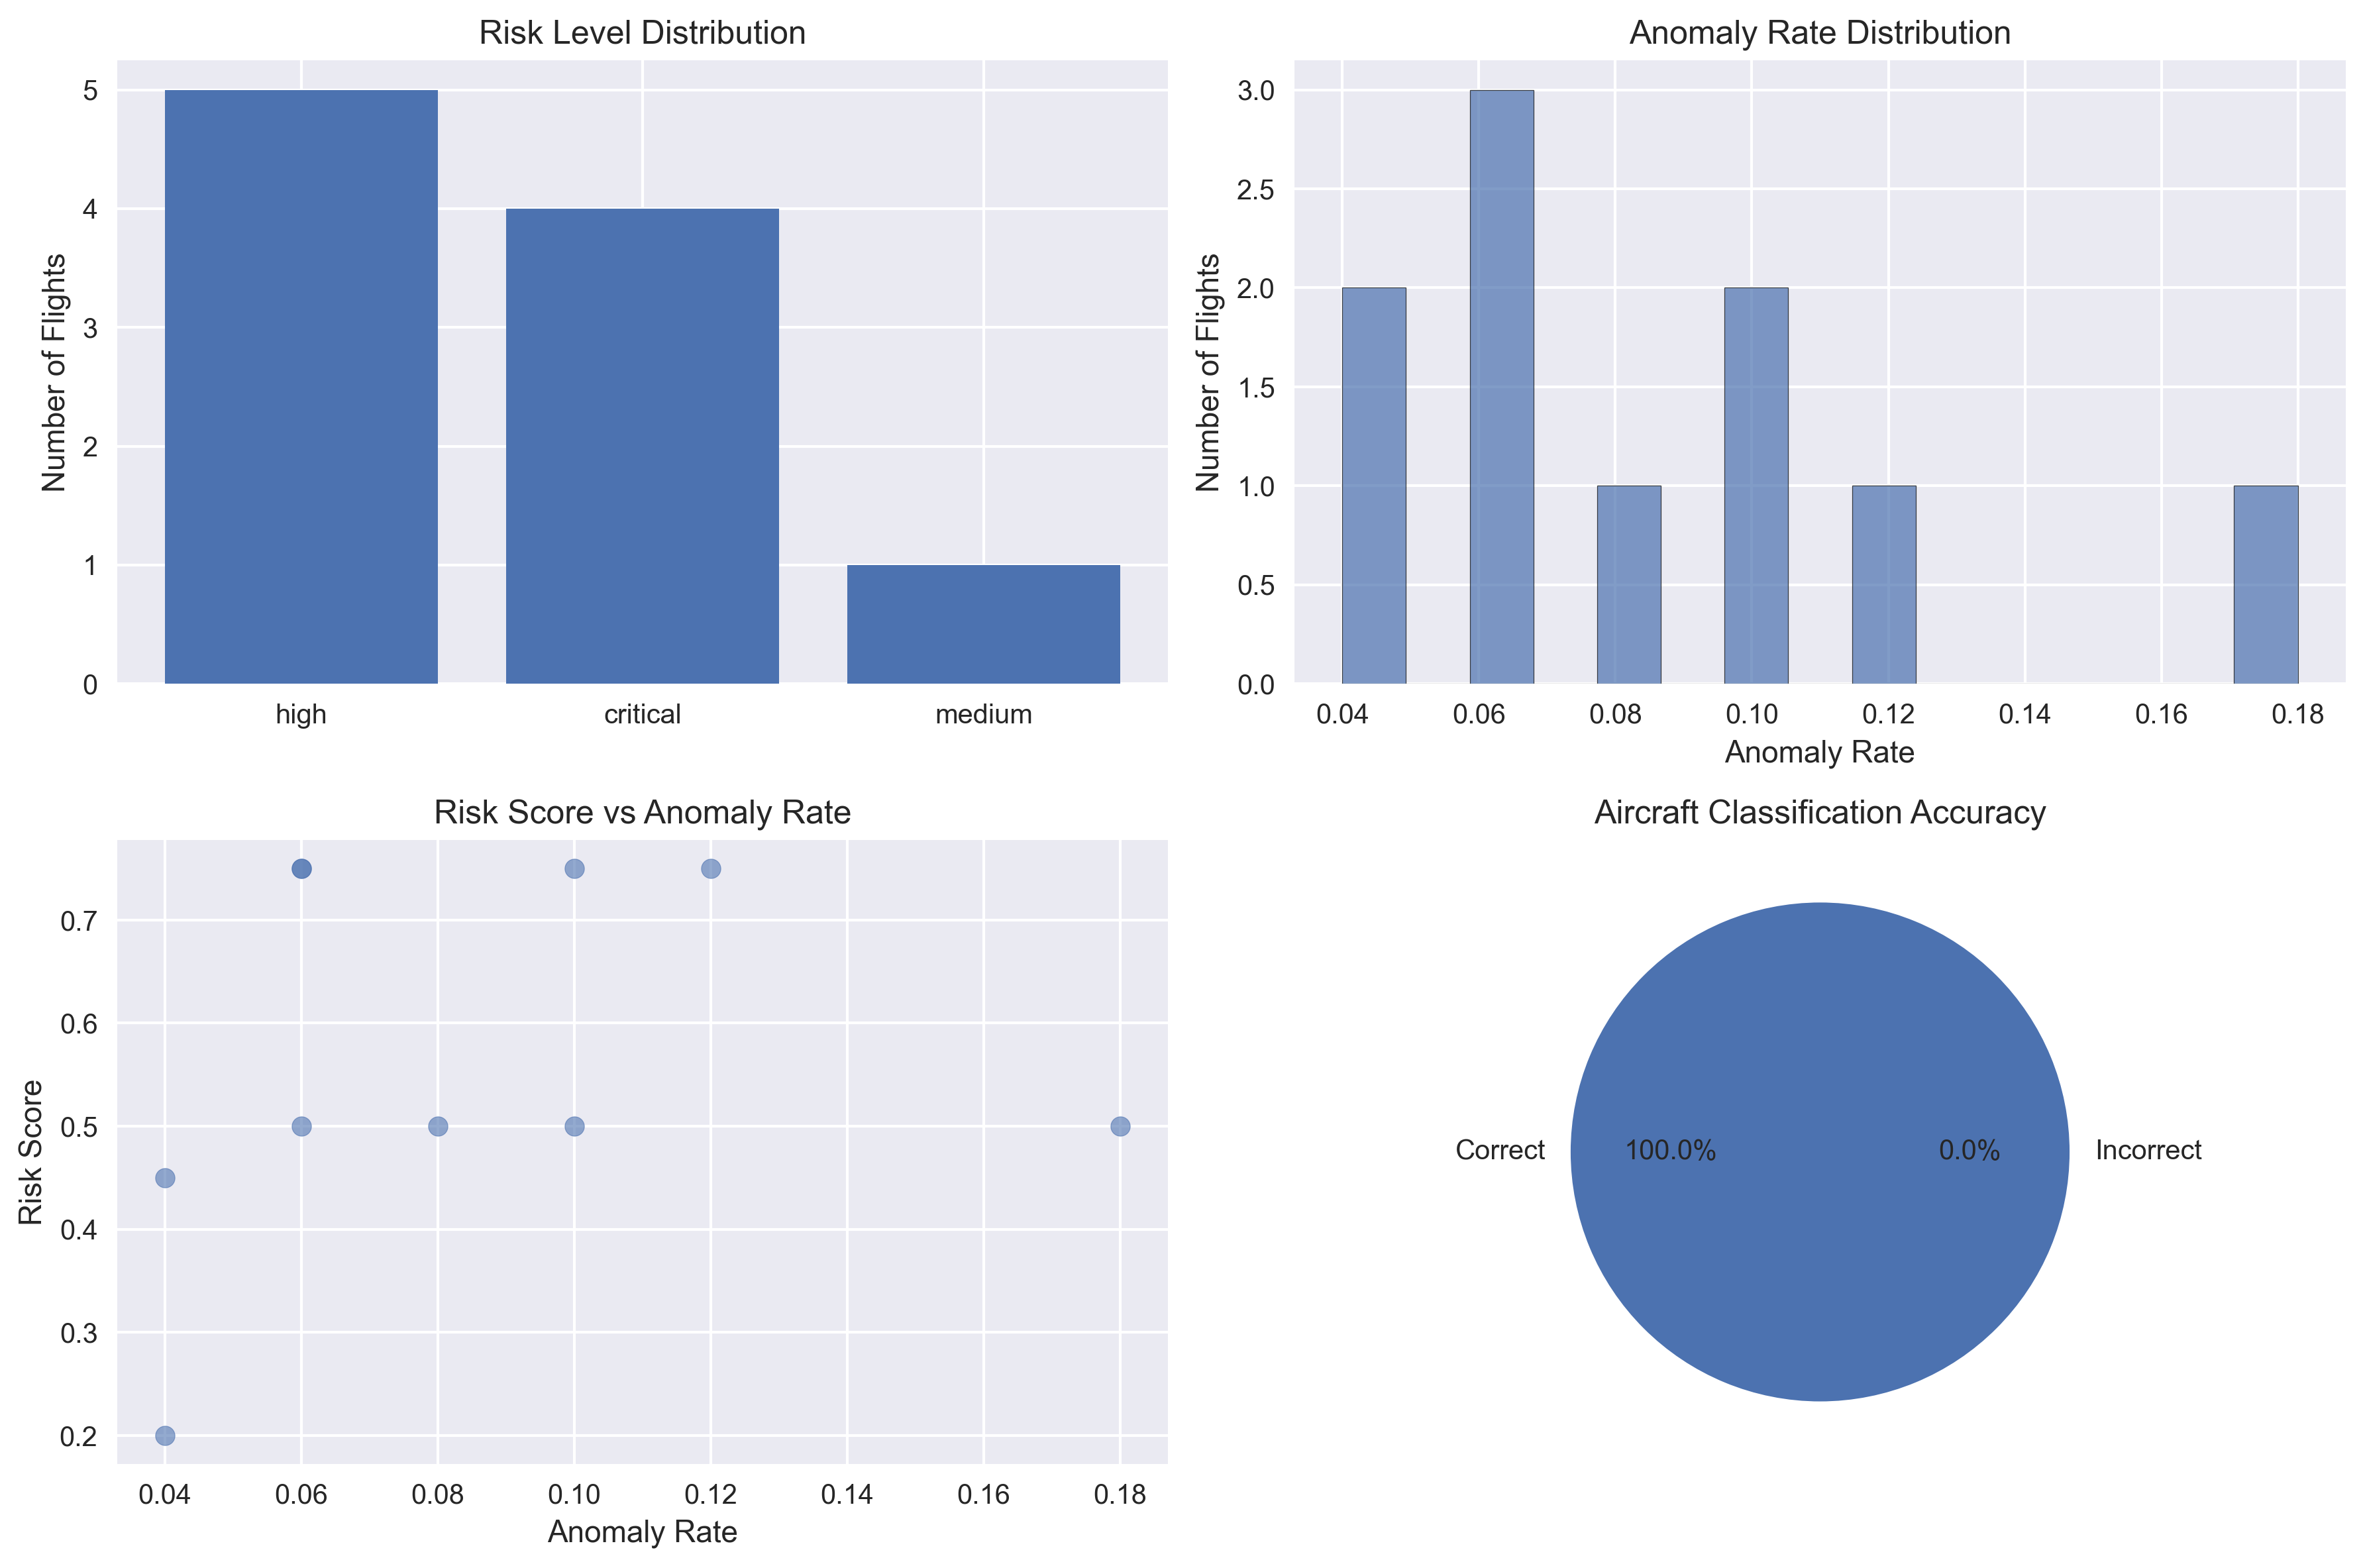 Risk Level Distribution
Number of Flights
5
4
3
2
1
0
high critical medium
Anomaly Rate Distribution
Number of Flights
3.0
2.5
2.0
1.5
1.0
0.5
0.0
0.04 0.06 0.08 0.10 0.12 0.14 0.16 0.18
Anomaly Rate
Risk Score vs Anomaly Rate
Risk Score
0.7
0.6
0.5
0.4
0.3
0.2
0.04 0.06 0.08 0.10 0.12 0.14 0.16 0.18
Anomaly Rate
Aircraft Classification Accuracy
Correct 100.0% 0.0% Incorrect